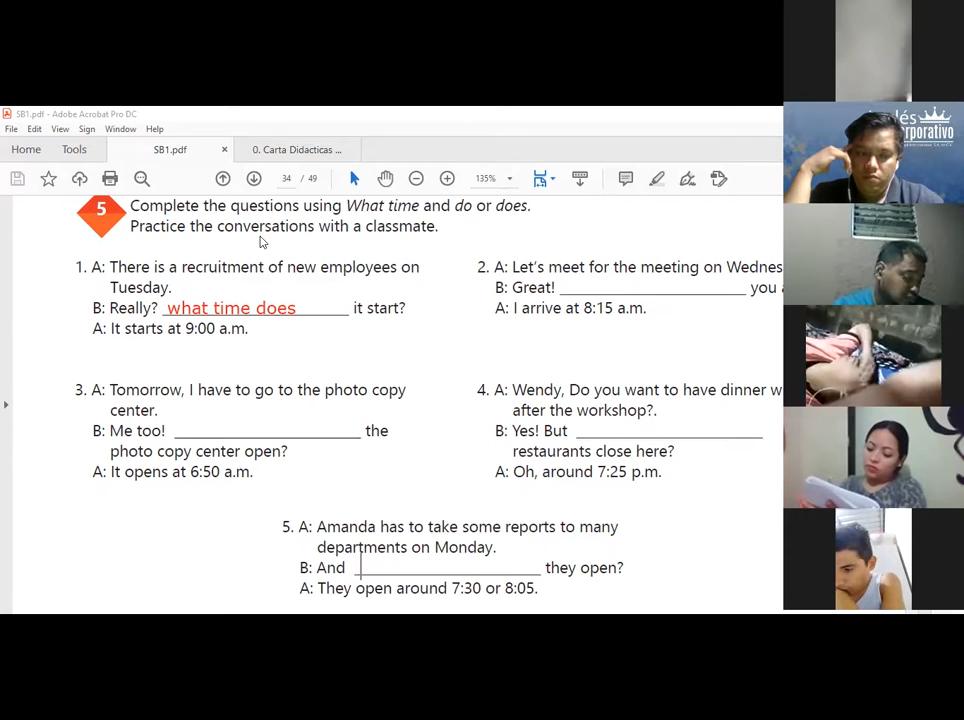 SB1.pdf - Adobe Acrobat Pro DC
File Edit View Sign Window Help
Home Tools SB1.pdf × 0. Carta Didacticas ...
34 / 49 135%
5 Complete the questions using What time and do or does.
Practice the conversations with a classmate.
1. A: There is a recruitment of new employees on
Tuesday.
B: Really? what time does it start?
A: It starts at 9:00 a.m.
2. A: Let's meet for the meeting on Wednes
B: Great! ____ you
A: I arrive at 8:15 a.m.
3. A: Tomorrow, I have to go to the photo copy
center.
B: Me too! ____ the
photo copy center open?
A: It opens at 6:50 a.m.
4. A: Wendy, Do you want to have dinner w
after the workshop?.
B: Yes! But ____
restaurants close here?
A: Oh, around 7:25 p.m.
5. A: Amanda has to take some reports to many
departments on Monday.
B: And ____ they open?
A: They open around 7:30 or 8:05.